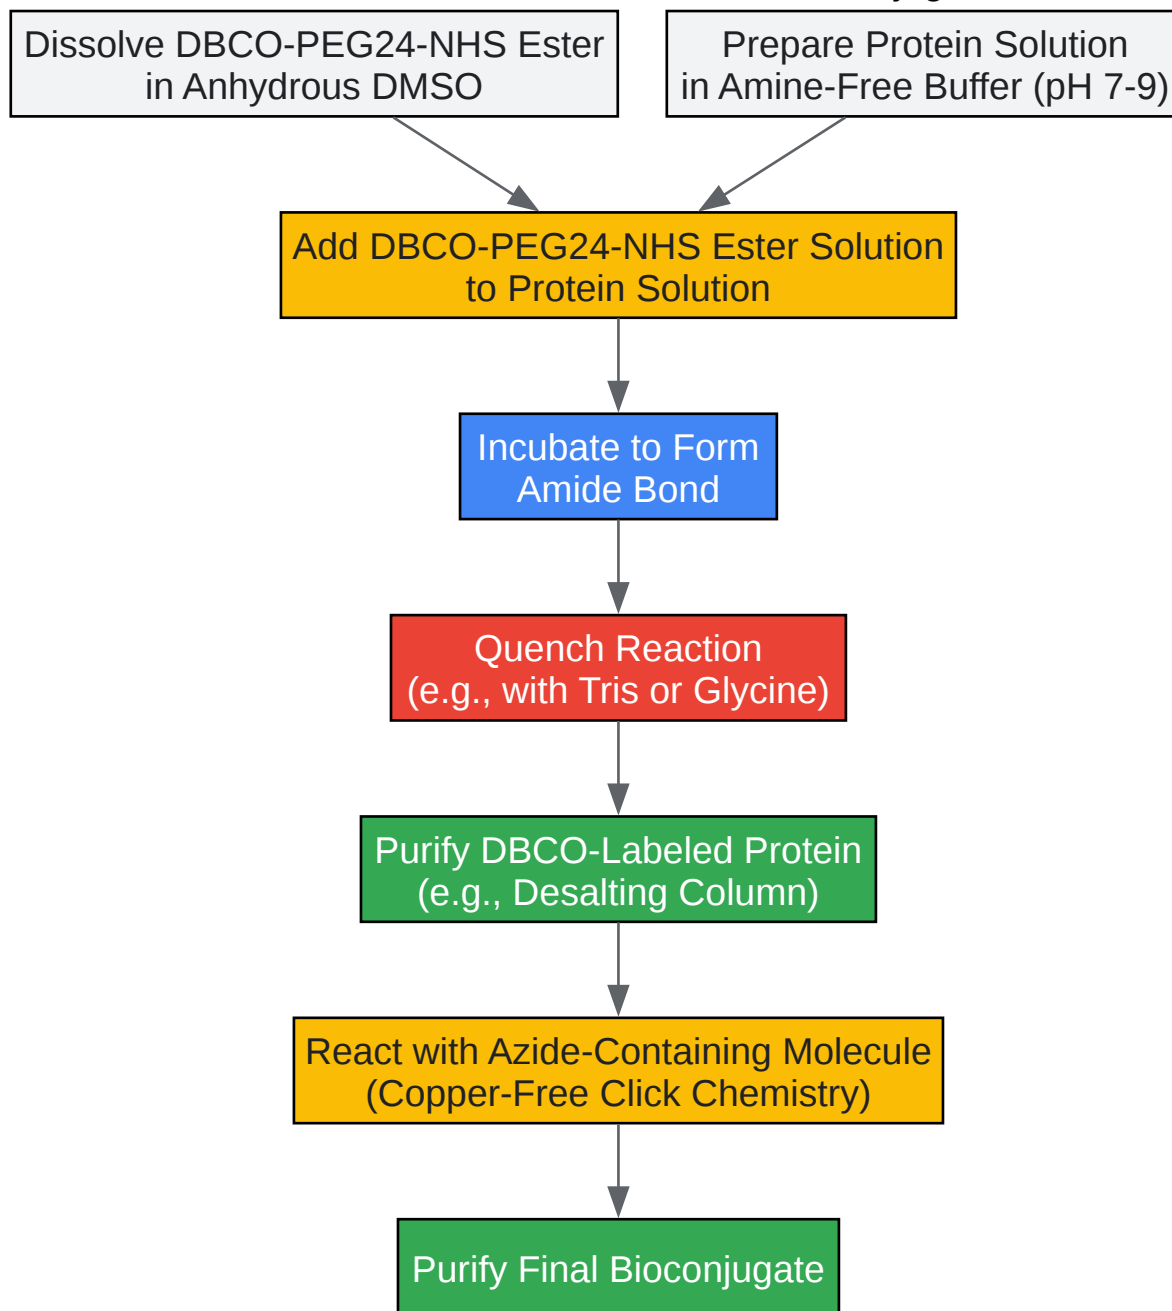 Dissolve DBCO-PEG24-NHS Ester
in Anhydrous DMSO
Prepare Protein Solution
in Amine-Free Buffer (pH 7-9)
Add DBCO-PEG24-NHS Ester Solution
to Protein Solution
Incubate to Form
Amide Bond
Quench Reaction
(e.g., with Tris or Glycine)
Purify DBCO-Labeled Protein
(e.g., Desalting Column)
React with Azide-Containing Molecule
(Copper-Free Click Chemistry)
Purify Final Bioconjugate